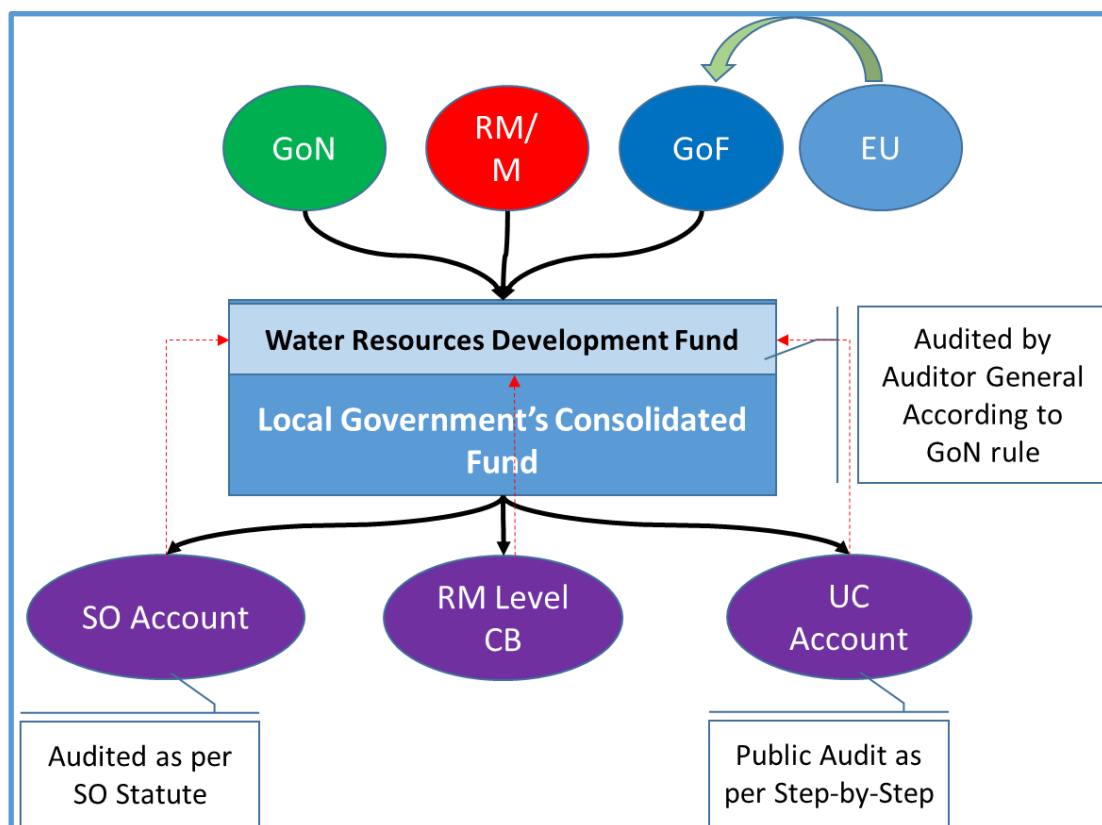 GoN
RM/
M
GoF
EU
Water Resources Development Fund
Local Government's Consolidated
Fund
Audited by
Auditor General
According to
GoN rule
SO Account
RM Level
CB
UC
Account
Audited as per
SO Statute
Public Audit as
per Step-by-Step